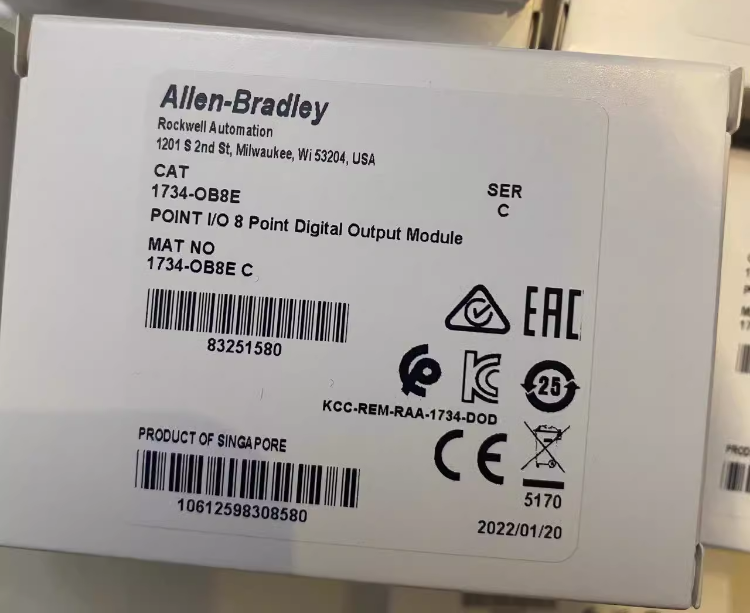 Allen-Bradley
Rockwell Automation
1201 S 2nd St, Milwaukee, Wi 53204, USA
CAT
1734-OB8E
SER
C
POINT I/O 8 Point Digital Output Module
MAT NO
1734-OB8E C
83251580
EAC
25
KCC-REM-RAA-1734-DOD
PRODUCT OF SINGAPORE
CE
10612598308580
5170
2022/01/20